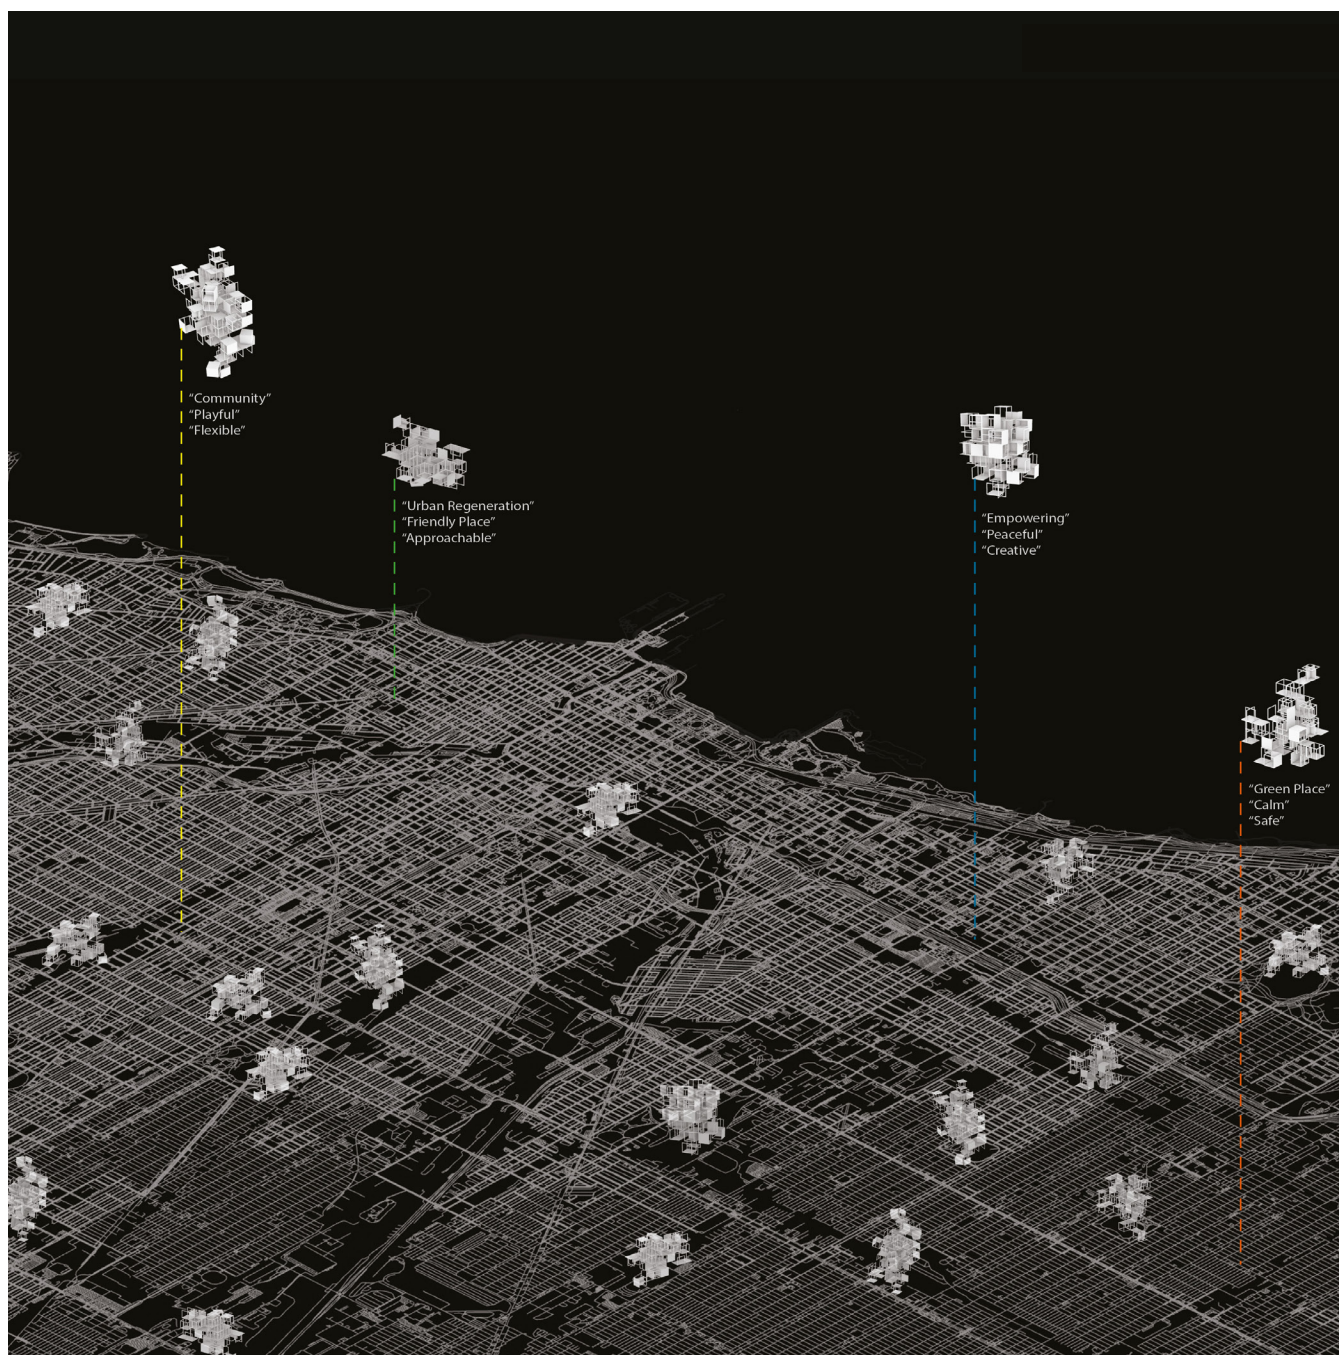 “Community”
“Playful”
“Flexible”
“Urban Regeneration”
“Friendly Place”
“Approachable”
“Empowering”
“Peaceful”
“Creative”
“Green Place”
“Calm”
“Safe”